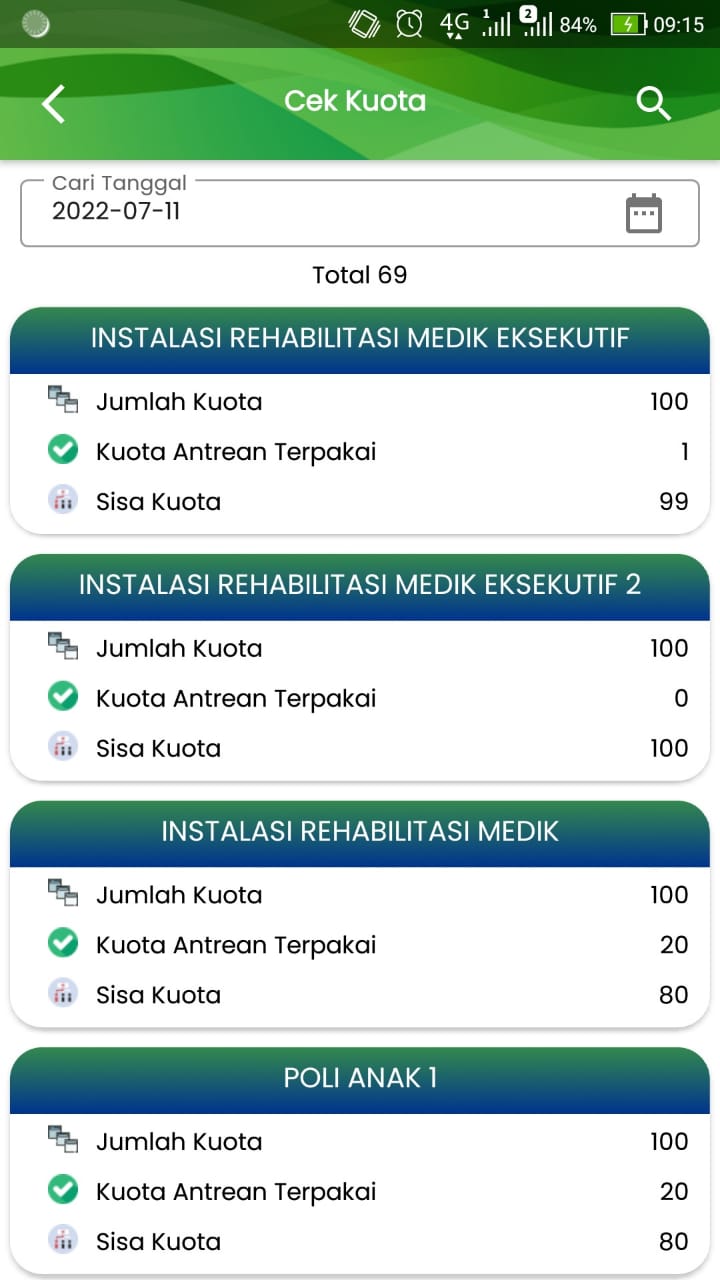 4G 1 2 84% 09:15
Cek Kuota
Cari Tanggal
2022-07-11
Total 69
INSTALASI REHABILITASI MEDIK EKSEKUTIF
Jumlah Kuota 100
Kuota Antrean Terpakai 1
Sisa Kuota 99
INSTALASI REHABILITASI MEDIK EKSEKUTIF 2
Jumlah Kuota 100
Kuota Antrean Terpakai 0
Sisa Kuota 100
INSTALASI REHABILITASI MEDIK
Jumlah Kuota 100
Kuota Antrean Terpakai 20
Sisa Kuota 80
POLI ANAK 1
Jumlah Kuota 100
Kuota Antrean Terpakai 20
Sisa Kuota 80